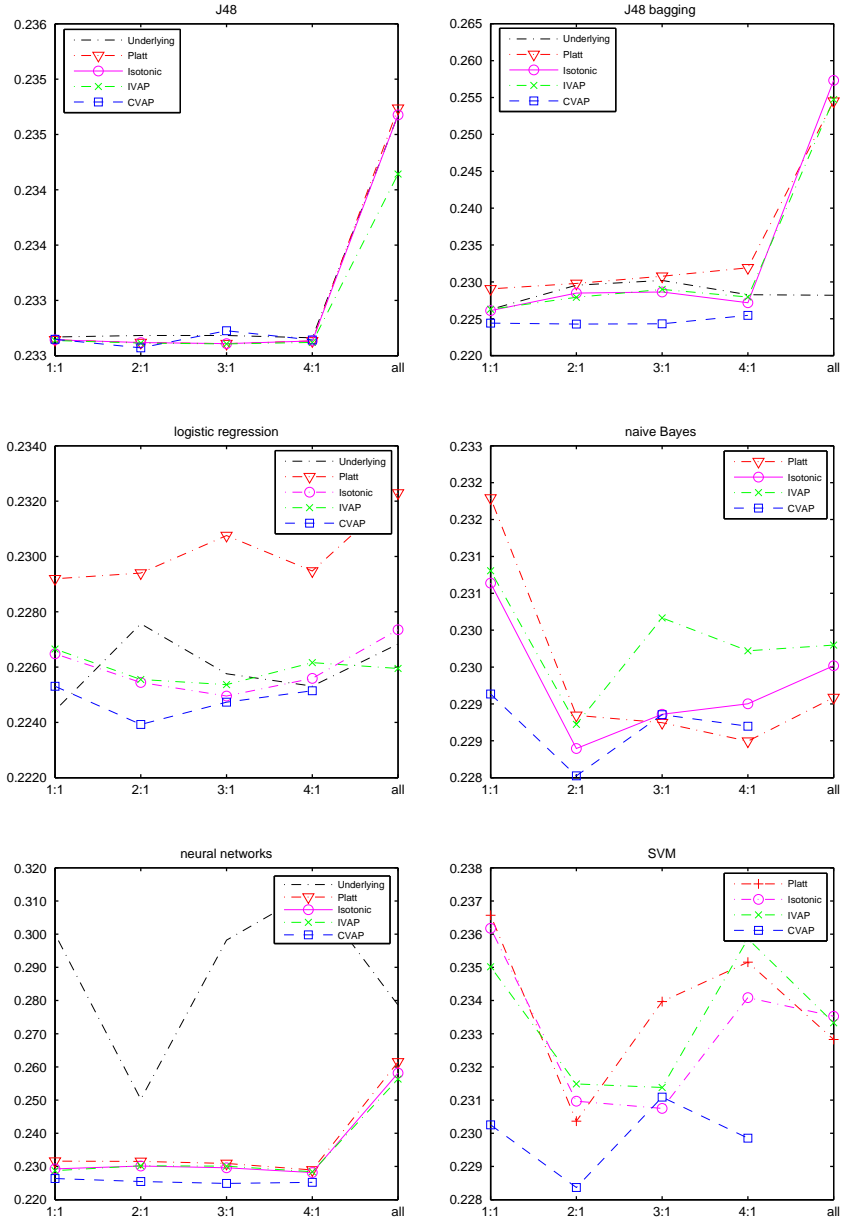 J48
0.236
0.235
0.235
0.234
0.234
0.233
0.233
1:1
2:1
3:1
4:1
all
Underlying
Platt
Isotonic
IVAP
CVAP
J48 bagging
0.265
0.260
0.255
0.250
0.245
0.240
0.235
0.230
0.225
0.220
1:1
2:1
3:1
4:1
all
Underlying
Platt
Isotonic
IVAP
CVAP
logistic regression
0.2340
0.2320
0.2300
0.2280
0.2260
0.2240
0.2220
1:1
2:1
3:1
4:1
all
Underlying
Platt
Isotonic
IVAP
CVAP
naive Bayes
0.233
0.232
0.232
0.231
0.231
0.230
0.230
0.229
0.229
0.228
1:1
2:1
3:1
4:1
all
Platt
Isotonic
IVAP
CVAP
neural networks
0.320
0.310
0.300
0.290
0.280
0.270
0.260
0.250
0.240
0.230
0.220
1:1
2:1
3:1
4:1
all
Underlying
Platt
Isotonic
IVAP
CVAP
SVM
0.238
0.237
0.236
0.235
0.234
0.233
0.232
0.231
0.230
0.229
0.228
1:1
2:1
3:1
4:1
all
Platt
Isotonic
IVAP
CVAP